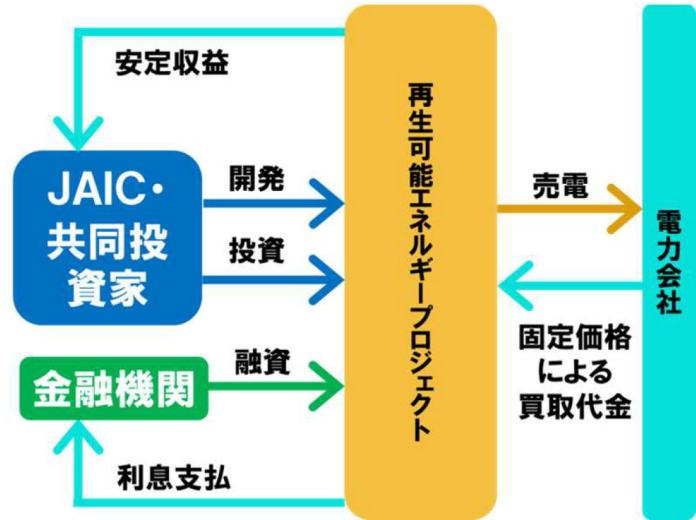 安定収益
JAIC・
共同投
資家
開発
投資
金融機関
融資
利息支払
再生可能エネルギープロジェクト
売電
固定価格
による
買取代金
電力会社